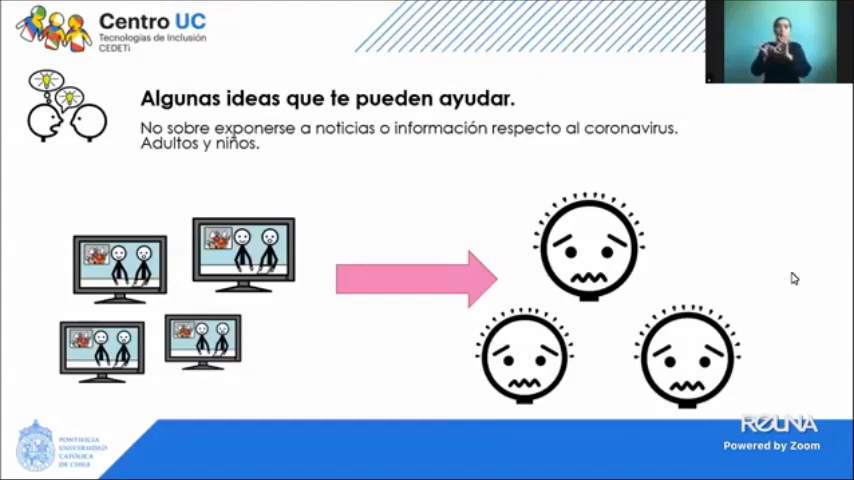 Centro UC
Tecnologías de Inclusión
CEDETi
Algunas ideas que te pueden ayudar.
No sobre exponerse a noticias o información respecto al coronavirus.
Adultos y niños.
PONTIFICIA
UNIVERSIDAD
CATÓLICA
DE CHILE
REUNA
Powered by Zoom